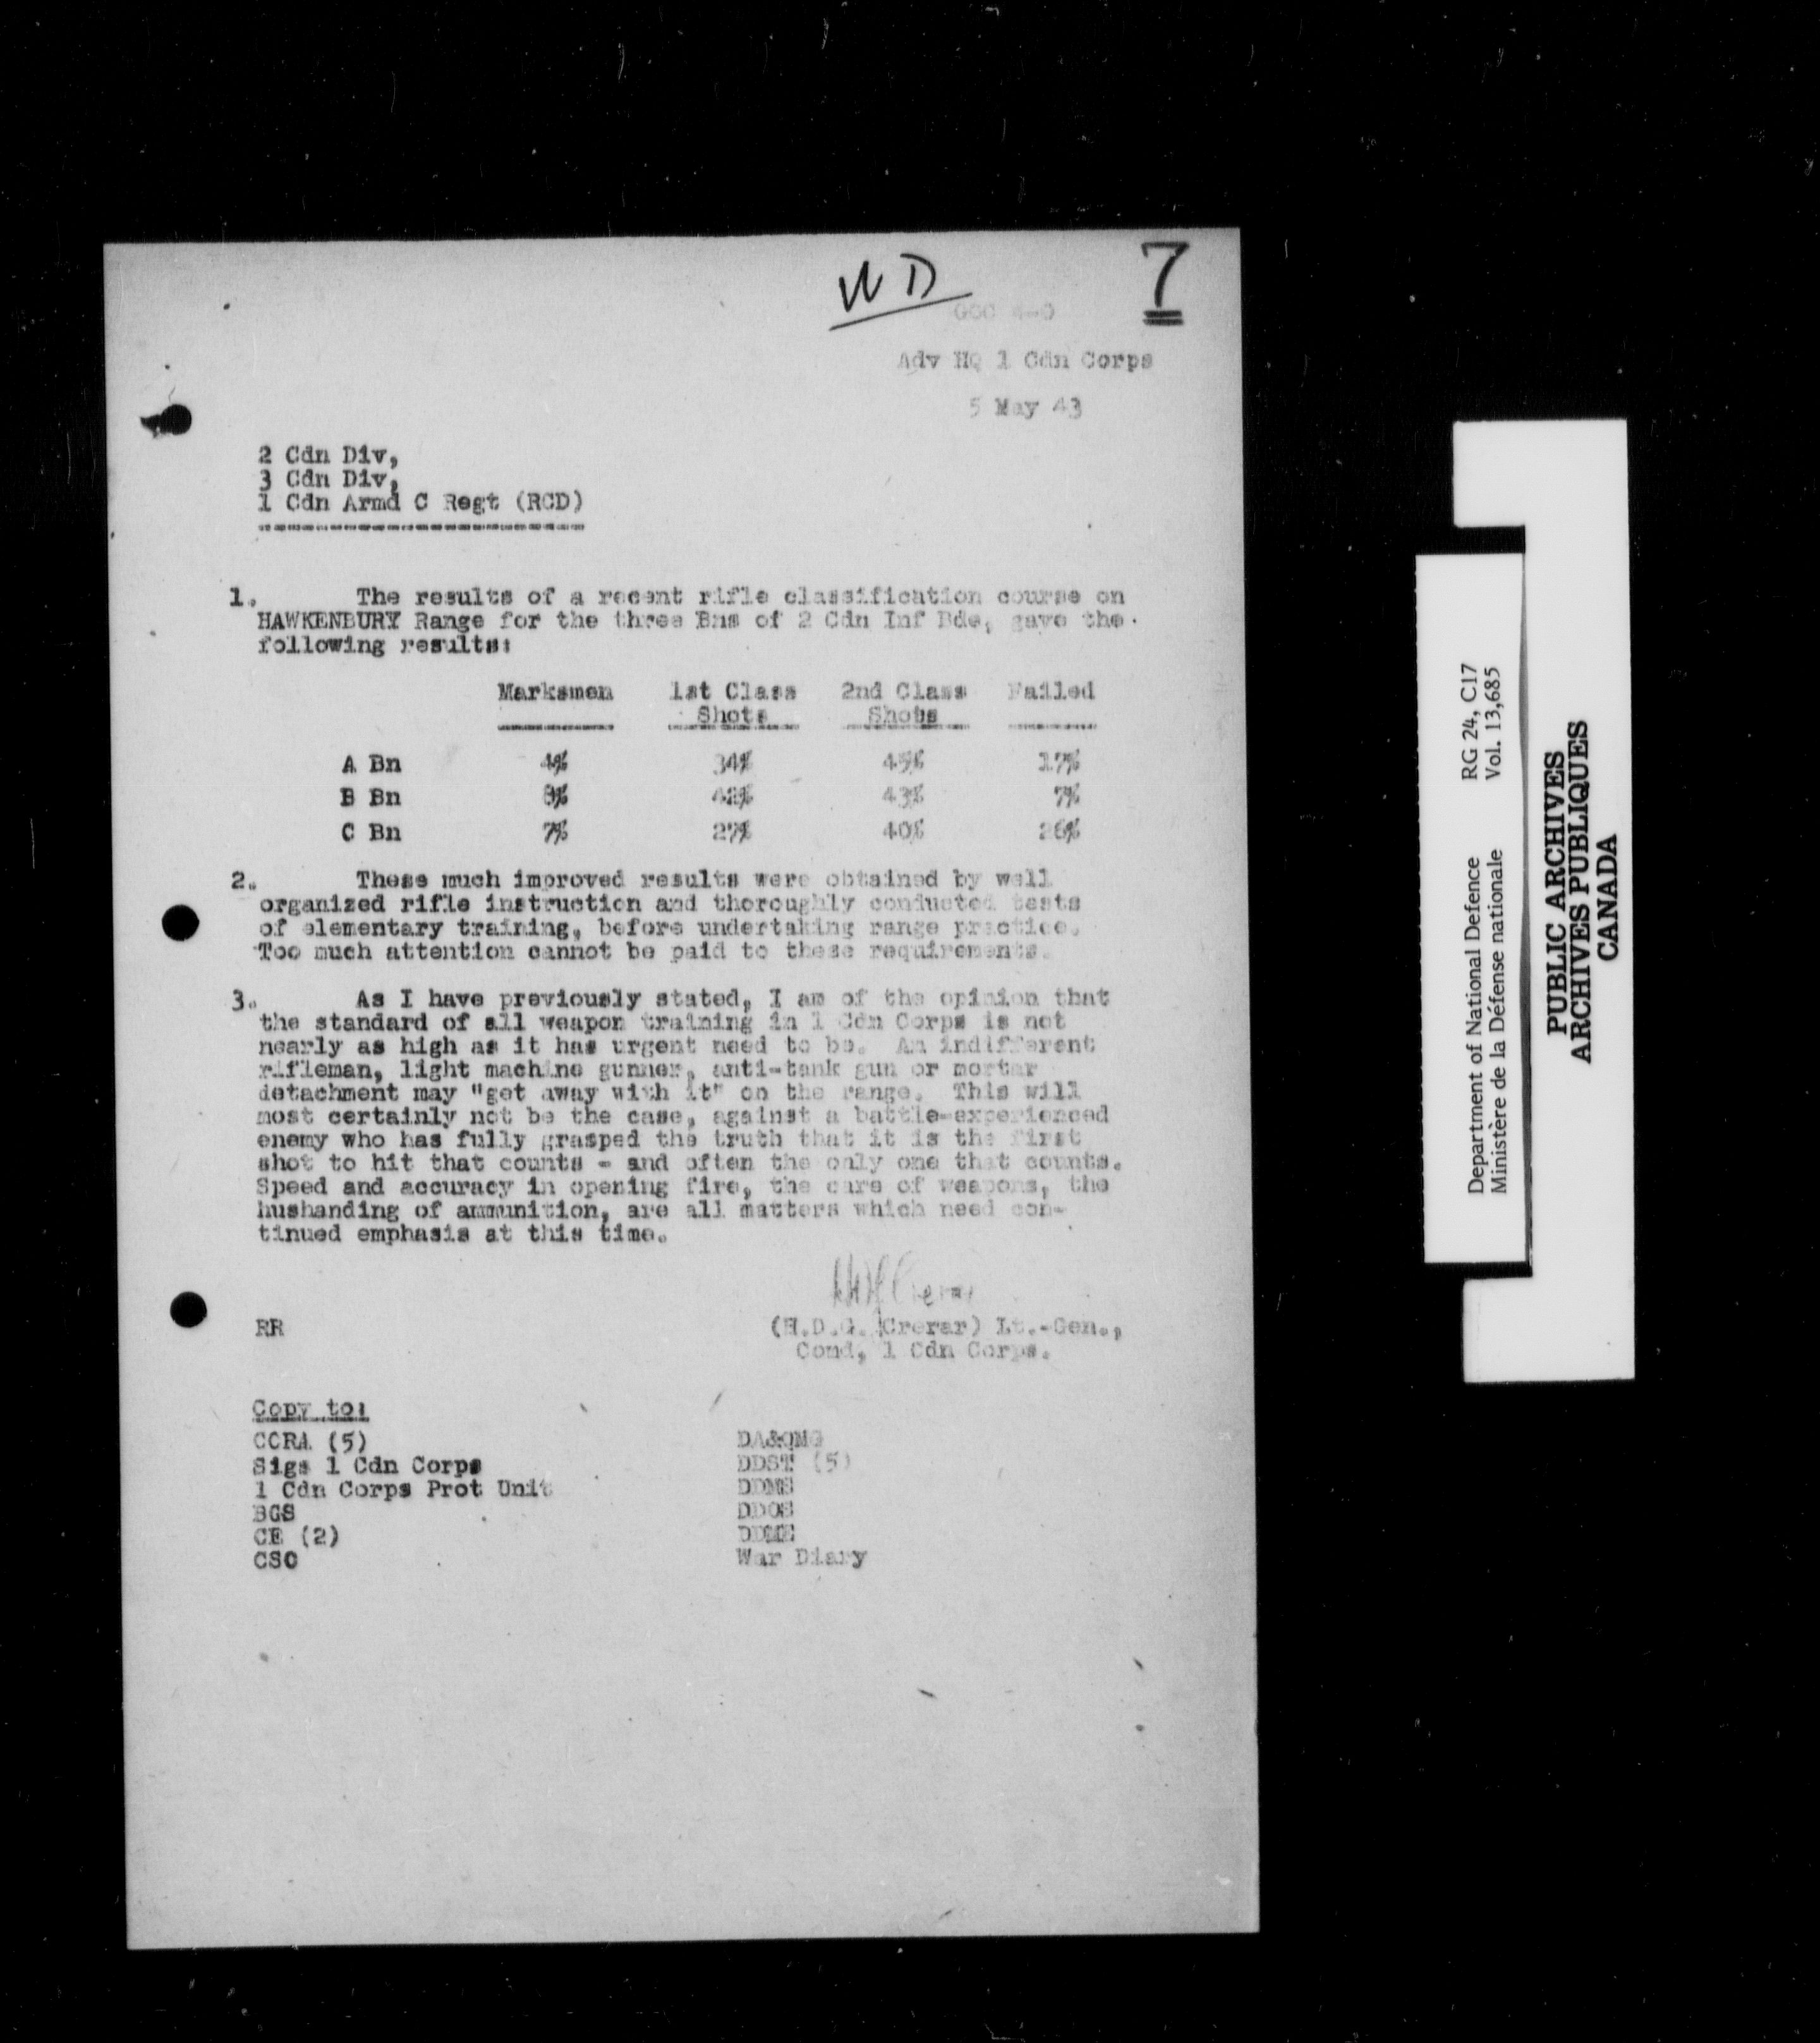 WD
7
GOC
Adv HQ 1 Cdn Corps
5 May 43
2 Cdn Div,
3 Cdn Div,
1 Cdn Armd C Regt (RCD)
1. The results of a recent rifle classification course on
HAWKENBURY Range for the three Bns of 2 Cdn Inf Bde, gave the
following results:
Marksmen 1st Class Shots 2nd Class Shots Failed
A Bn 4% 34% 45% 17%
B Bn 8% 42% 43% 7%
C Bn 7% 27% 40% 26%
2. These much improved results were obtained by well
organized rifle instruction and thoroughly conducted tests
of elementary training, before undertaking range practice.
Too much attention cannot be paid to these requirements.
3. As I have previously stated, I am of the opinion that
the standard of all weapon training in 1 Cdn Corps is not
nearly as high as it has urgent need to be. An indifferent
rifleman, light machine gunner, anti-tank gun or mortar
detachment may "get away with it" on the range. This will
most certainly not be the case, against a battle-experienced
enemy who has fully grasped the truth that it is the first
shot to hit that counts - and often the only one that counts.
Speed and accuracy in opening fire, the care of weapons, the
husbanding of ammunition, are all matters which need con-
tinued emphasis at this time.
RR
(H.D.G. Crerar) Lt.-Gen.,
Comd, 1 Cdn Corps.
Copy to:
CCRA (5)
Sigs 1 Cdn Corps
1 Cdn Corps Prot Unit
BGS
CE (2)
CSO
DA&QMG
DDST (5)
DDMS
DDOS
DDME
War Diary
Department of National Defence RG 24, C17
Ministère de la Défense nationale Vol. 13,685
PUBLIC ARCHIVES
ARCHIVES PUBLIQUES
CANADA